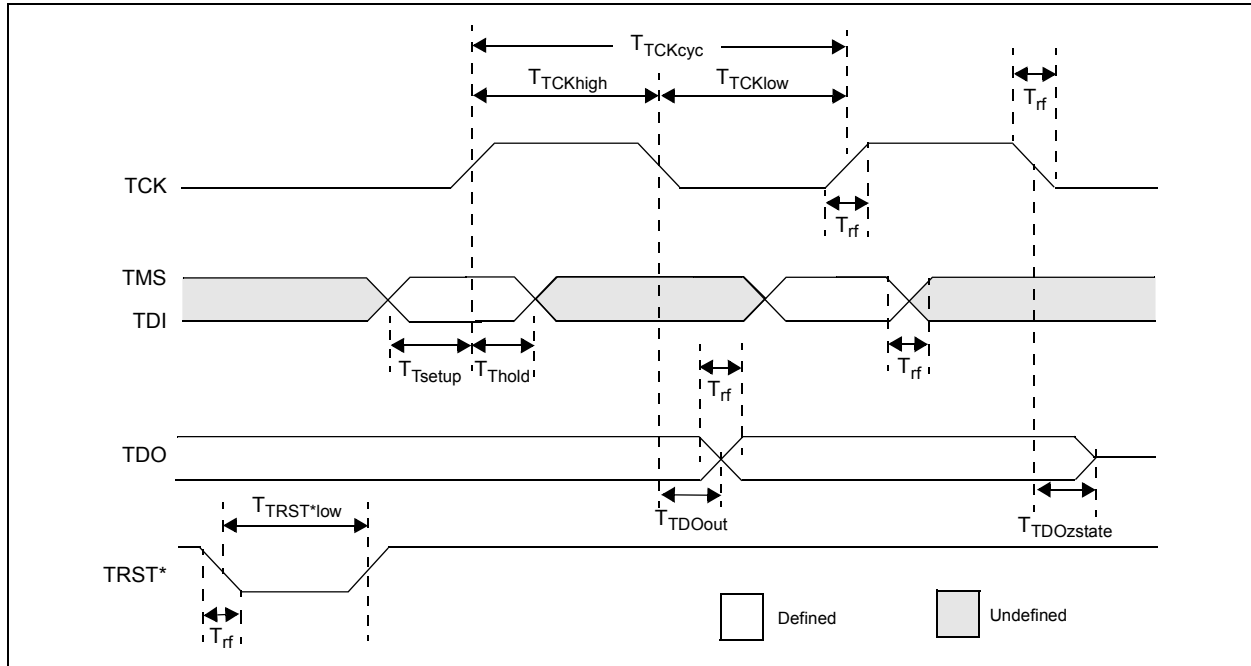 TTCKcyc
TTCKhigh
TTCKlow
Trf
TCK
Trf
TMS
TDI
TTsetup
TThold
Trf
Trf
TDO
TTDOout
TTDOzstate
TTRST*low
TRST*
Trf
Defined
Undefined